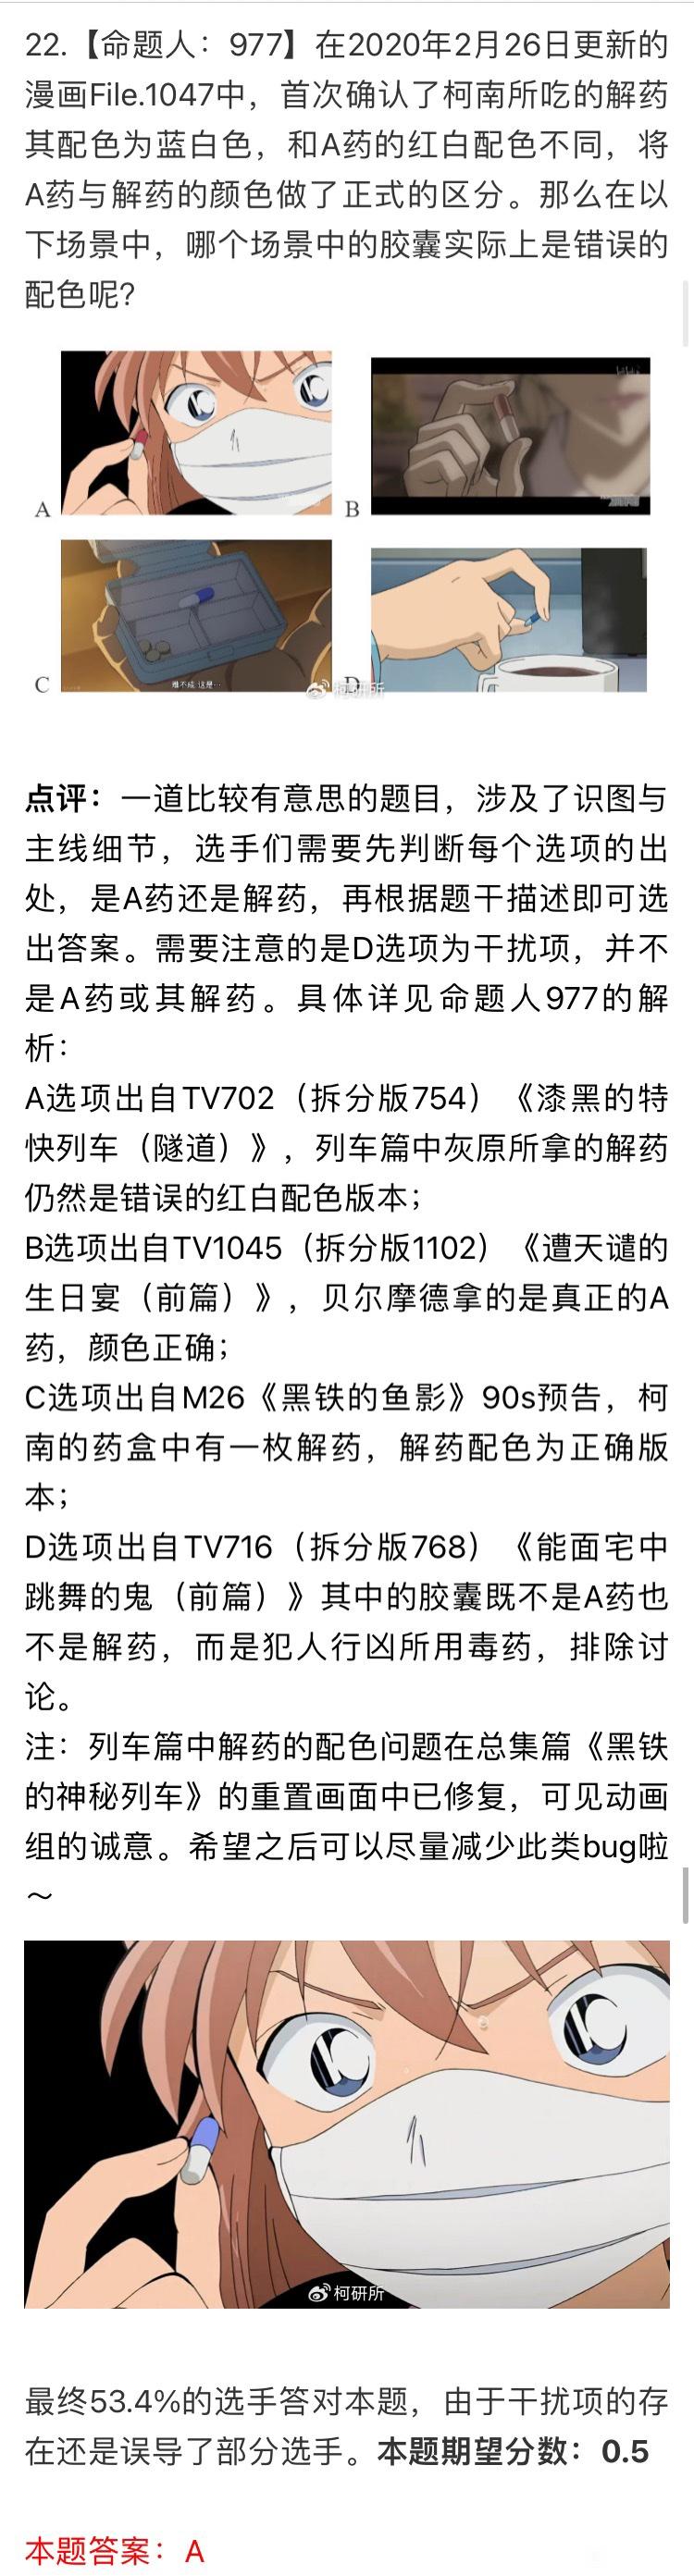 22.【命题人：977】在2020年2月26日更新的
漫画File.1047中，首次确认了柯南所吃的解药
其配色为蓝白色，和A药的红白配色不同，将
A药与解药的颜色做了正式的区分。那么在以
下场景中，哪个场景中的胶囊实际上是错误的
配色呢？
A
B
C
难不成 这是…
D
柯研所
点评：一道比较有意思的题目，涉及了识图与
主线细节，选手们需要先判断每个选项的出
处，是A药还是解药，再根据题干描述即可选
出答案。需要注意的是D选项为干扰项，并不
是A药或其解药。具体详见命题人977的解
析：
A选项出自TV702（拆分版754）《漆黑的特
快列车（隧道）》，列车篇中灰原所拿的解药
仍然是错误的红白配色版本；
B选项出自TV1045（拆分版1102）《遭天谴的
生日宴（前篇）》，贝尔摩德拿的是真正的A
药，颜色正确；
C选项出自M26《黑铁的鱼影》90s预告，柯
南的药盒中有一枚解药，解药配色为正确版
本；
D选项出自TV716（拆分版768）《能面宅中
跳舞的鬼（前篇）》其中的胶囊既不是A药也
不是解药，而是犯人行凶所用毒药，排除讨
论。
注：列车篇中解药的配色问题在总集篇《黑铁
的神秘列车》的重置画面中已修复，可见动画
组的诚意。希望之后可以尽量减少此类bug啦
～
柯研所
最终53.4%的选手答对本题，由于干扰项的存
在还是误导了部分选手。本题期望分数：0.5
本题答案：A